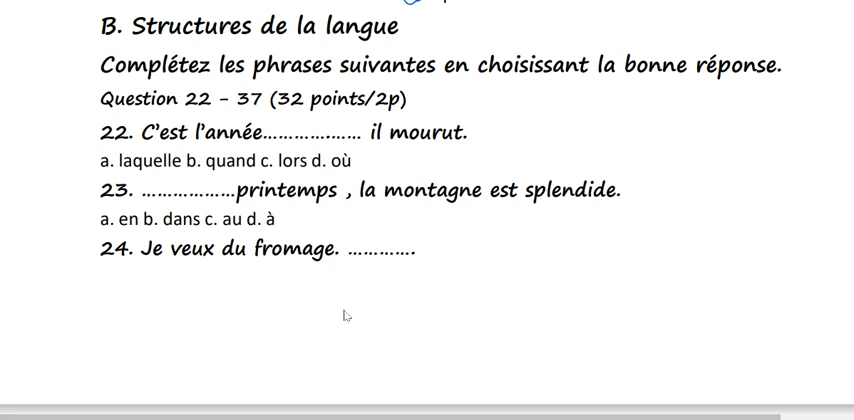 B. Structures de la langue
Complétez les phrases suivantes en choisissant la bonne réponse.
Question 22 - 37 (32 points/2p)
22. C'est l'année................... il mourut.
a. laquelle b. quand c. lors d. où
23. ..................printemps , la montagne est splendide.
a. en b. dans c. au d. à
24. Je veux du fromage. .............